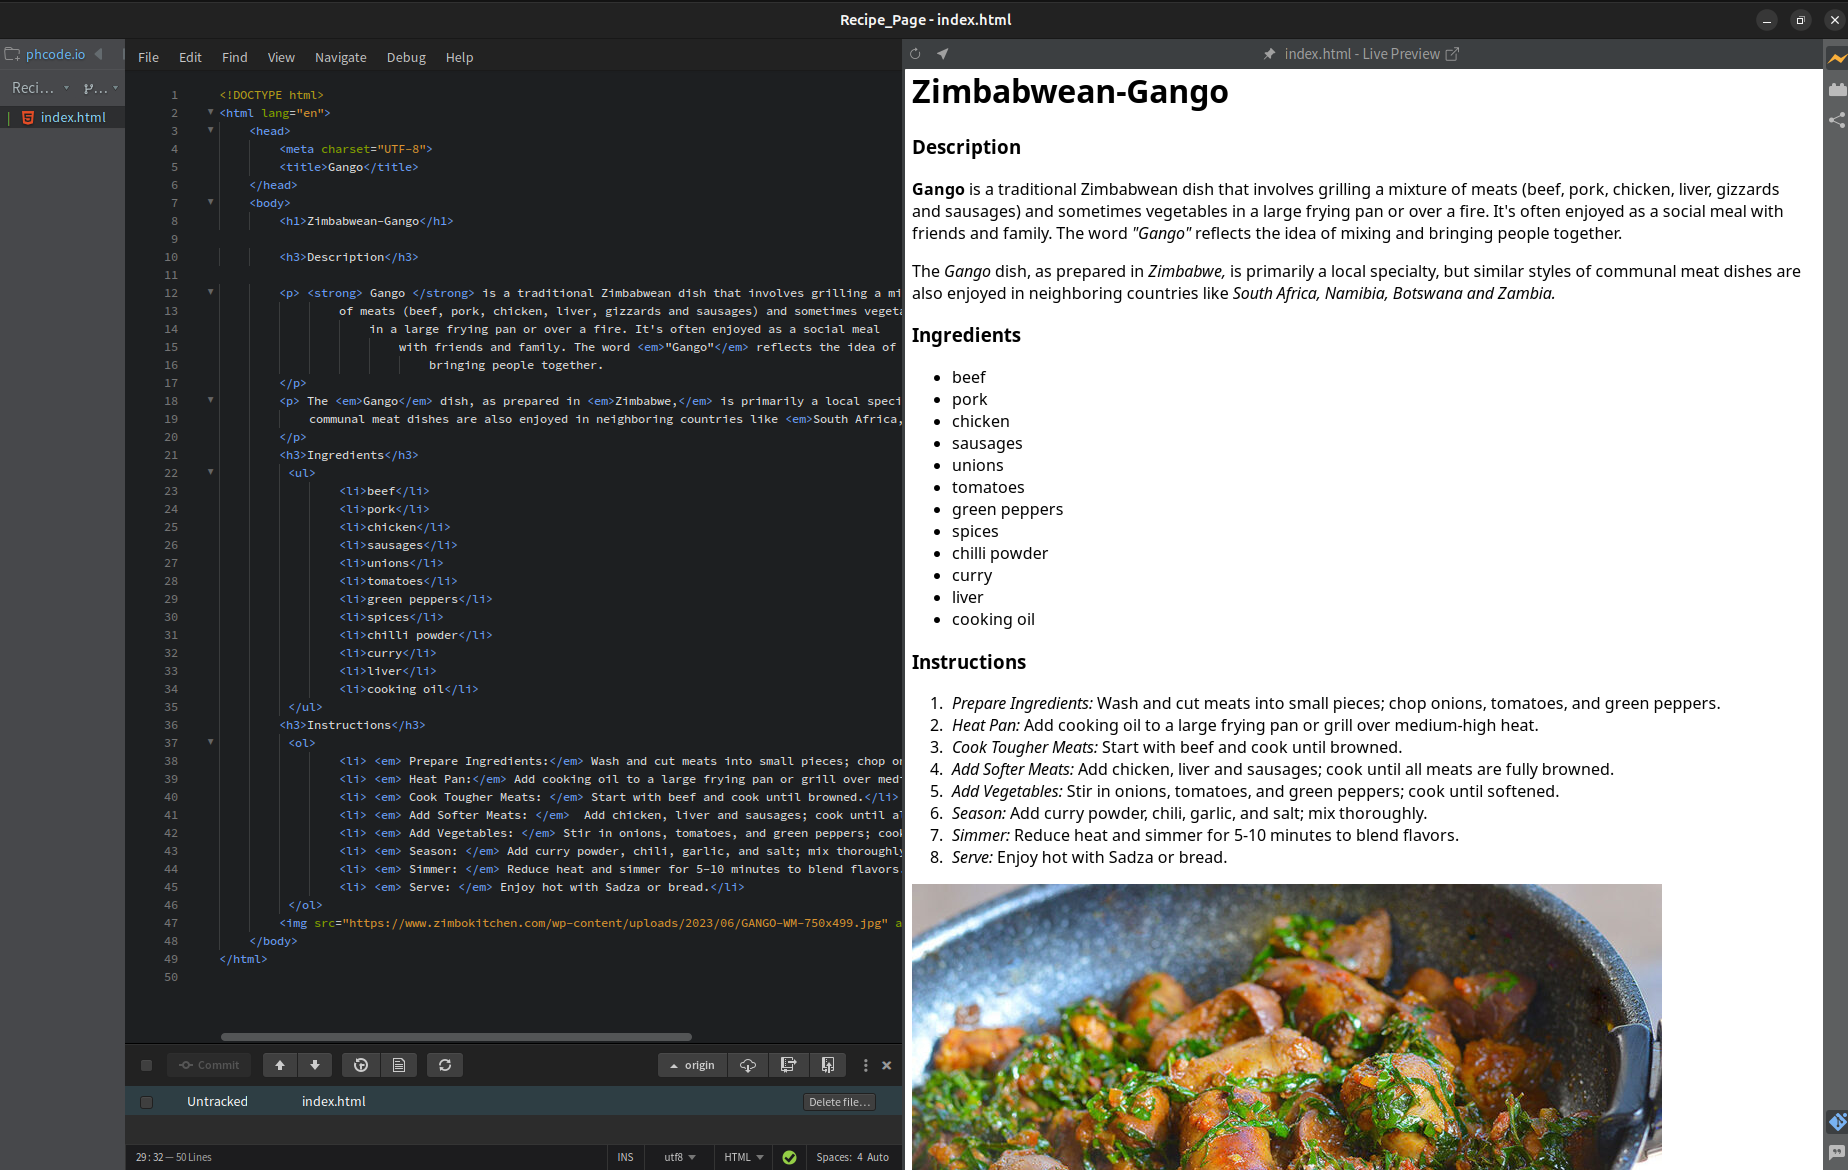 Recipe_Page - index.html
phcode.io
Reci...
index.html
File Edit Find View Navigate Debug Help
1 <!DOCTYPE html>
2 <html lang="en">
3 <head>
4 <meta charset="UTF-8">
5 <title>Gango</title>
6 </head>
7 <body>
8 <h1>Zimbabwean-Gango</h1>
9
10 <h3>Description</h3>
11
12 <p> <strong> Gango </strong> is a traditional Zimbabwean dish that involves grilling a mi
13 of meats (beef, pork, chicken, liver, gizzards and sausages) and sometimes vegeta
14 in a large frying pan or over a fire. It's often enjoyed as a social meal
15 with friends and family. The word <em>"Gango"</em> reflects the idea of
16 bringing people together.
17 </p>
18 <p> The <em>Gango</em> dish, as prepared in <em>Zimbabwe,</em> is primarily a local speci
19 communal meat dishes are also enjoyed in neighboring countries like <em>South Africa,
20 </p>
21 <h3>Ingredients</h3>
22 <ul>
23 <li>beef</li>
24 <li>pork</li>
25 <li>chicken</li>
26 <li>sausages</li>
27 <li>unions</li>
28 <li>tomatoes</li>
29 <li>green peppers</li>
30 <li>spices</li>
31 <li>chilli powder</li>
32 <li>curry</li>
33 <li>liver</li>
34 <li>cooking oil</li>
35 </ul>
36 <h3>Instructions</h3>
37 <ol>
38 <li> <em> Prepare Ingredients:</em> Wash and cut meats into small pieces; chop on
39 <li> <em> Heat Pan:</em> Add cooking oil to a large frying pan or grill over med
40 <li> <em> Cook Tougher Meats: </em> Start with beef and cook until browned.</li>
41 <li> <em> Add Softer Meats: </em>  Add chicken, liver and sausages; cook until al
42 <li> <em> Add Vegetables: </em> Stir in onions, tomatoes, and green peppers; cook
43 <li> <em> Season: </em> Add curry powder, chili, garlic, and salt; mix thoroughly
44 <li> <em> Simmer: </em> Reduce heat and simmer for 5-10 minutes to blend flavors.
45 <li> <em> Serve: </em> Enjoy hot with Sadza or bread.</li>
46 </ol>
47 <img src="https://www.zimbokitchen.com/wp-content/uploads/2023/06/GANGO-WM-750x499.jpg" a
48 </body>
49 </html>
50
Commit origin
Untracked index.html Delete file...
29 : 32 — 50 Lines INS utf8 HTML Spaces: 4 Auto
index.html - Live Preview
Zimbabwean-Gango
Description
Gango is a traditional Zimbabwean dish that involves grilling a mixture of meats (beef, pork, chicken, liver, gizzards
and sausages) and sometimes vegetables in a large frying pan or over a fire. It's often enjoyed as a social meal with
friends and family. The word "Gango" reflects the idea of mixing and bringing people together.
The Gango dish, as prepared in Zimbabwe, is primarily a local specialty, but similar styles of communal meat dishes are
also enjoyed in neighboring countries like South Africa, Namibia, Botswana and Zambia.
Ingredients
• beef
• pork
• chicken
• sausages
• unions
• tomatoes
• green peppers
• spices
• chilli powder
• curry
• liver
• cooking oil
Instructions
1. Prepare Ingredients: Wash and cut meats into small pieces; chop onions, tomatoes, and green peppers.
2. Heat Pan: Add cooking oil to a large frying pan or grill over medium-high heat.
3. Cook Tougher Meats: Start with beef and cook until browned.
4. Add Softer Meats: Add chicken, liver and sausages; cook until all meats are fully browned.
5. Add Vegetables: Stir in onions, tomatoes, and green peppers; cook until softened.
6. Season: Add curry powder, chili, garlic, and salt; mix thoroughly.
7. Simmer: Reduce heat and simmer for 5-10 minutes to blend flavors.
8. Serve: Enjoy hot with Sadza or bread.